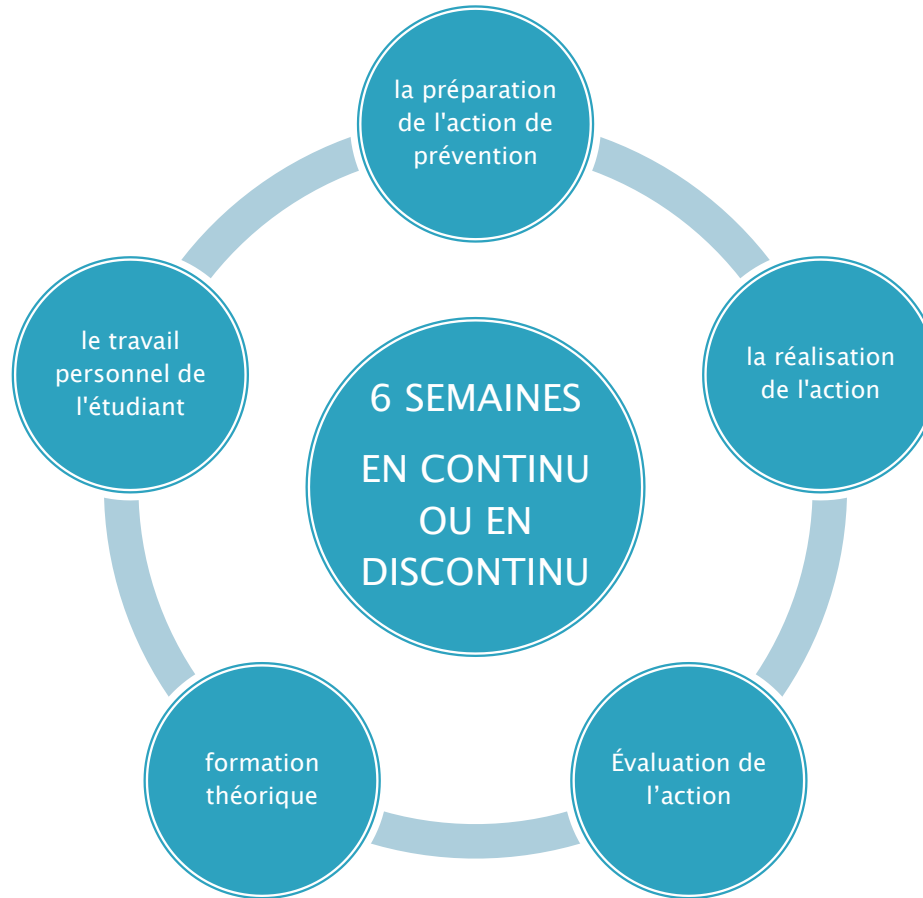 la préparation
de l'action de
prévention
la réalisation
de l'action
Évaluation de
l’action
formation
théorique
le travail
personnel de
l'étudiant
6 SEMAINES
EN CONTINU
OU EN
DISCONTINU